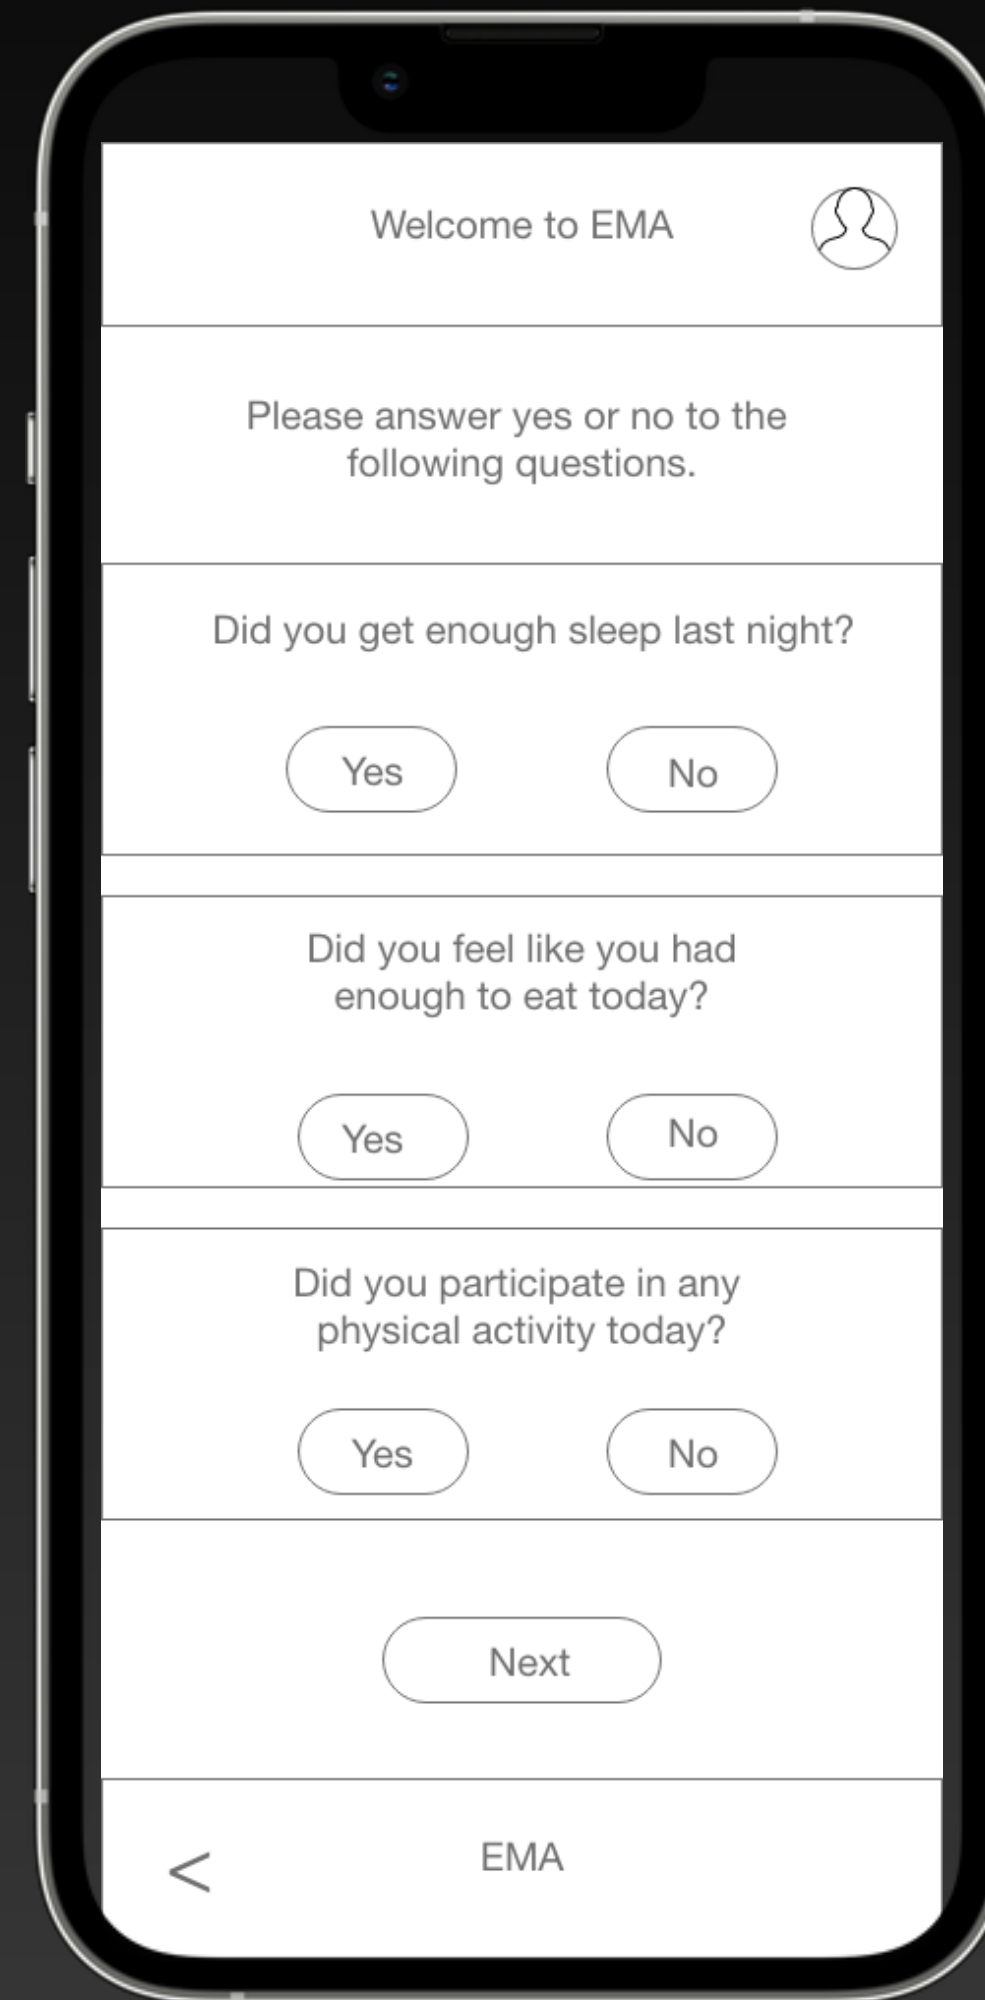 Welcome to EMA
Please answer yes or no to the
following questions.
Did you get enough sleep last night?
Yes
No
Did you feel like you had
enough to eat today?
Yes
No
Did you participate in any
physical activity today?
Yes
No
Next
<
EMA